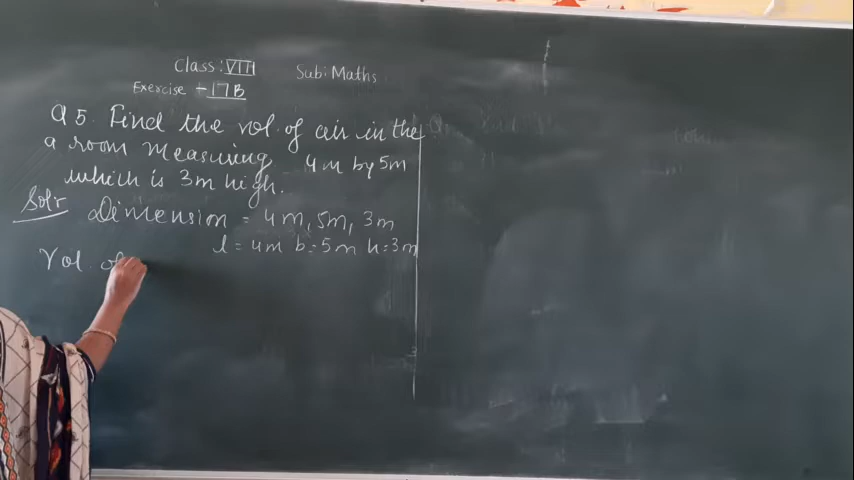 Class: VIII Sub: Maths
Exercise - 17B
Q 5. Find the vol. of air in the
a room measuring 4m by 5m
which is 3m high.
Soln Dimension = 4m, 5m, 3m
l = 4m b = 5m h = 3m
Vol. of